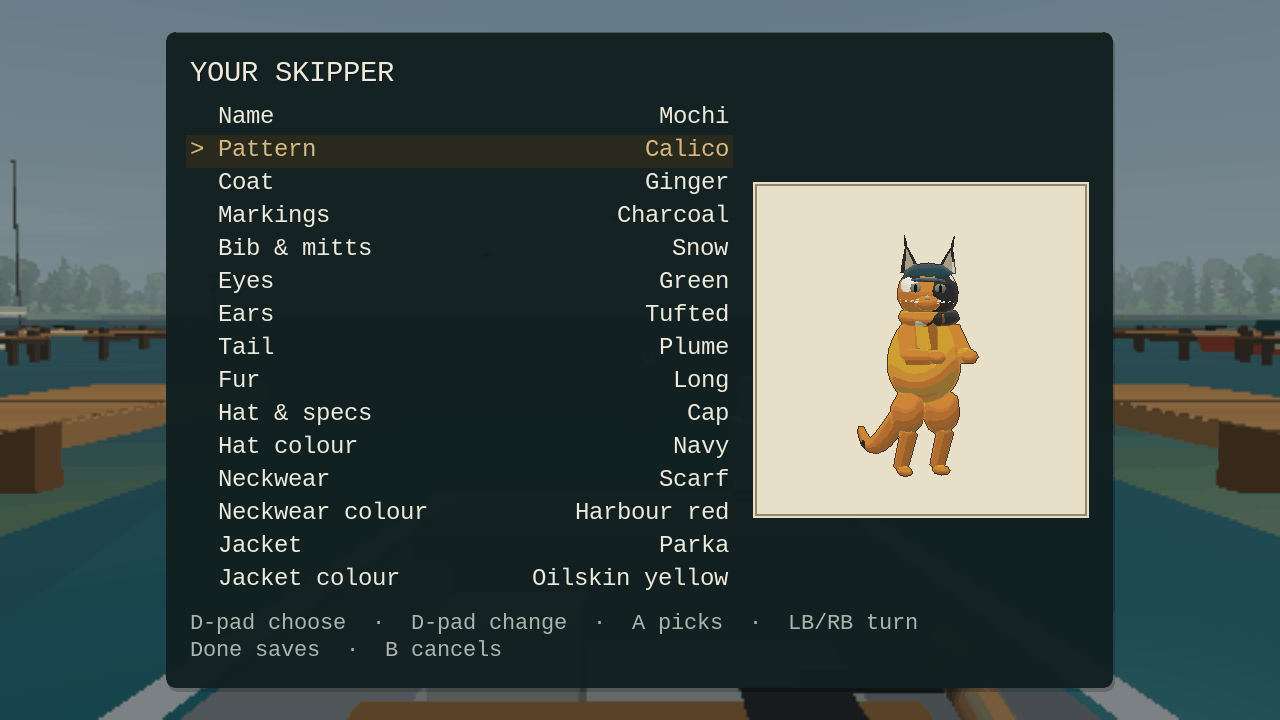 YOUR SKIPPER
Name Mochi
> Pattern Calico
Coat Ginger
Markings Charcoal
Bib & mitts Snow
Eyes Green
Ears Tufted
Tail Plume
Fur Long
Hat & specs Cap
Hat colour Navy
Neckwear Scarf
Neckwear colour Harbour red
Jacket Parka
Jacket colour Oilskin yellow
D-pad choose · D-pad change · A picks · LB/RB turn
Done saves · B cancels